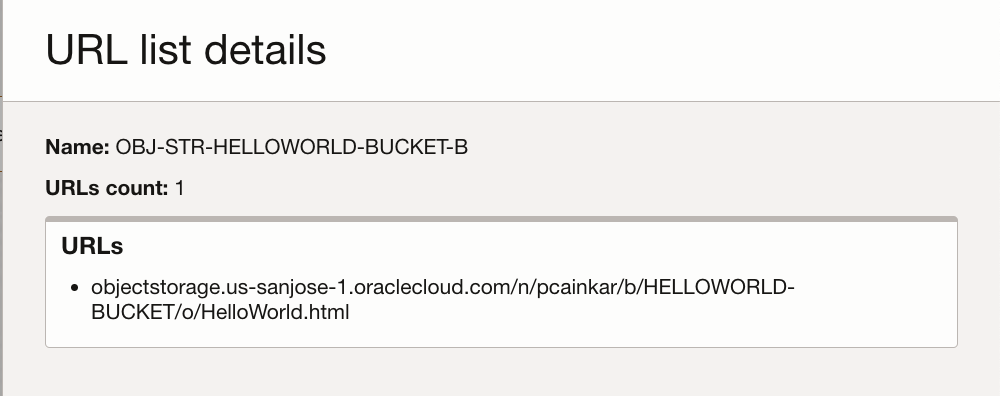 URL list details
Name: OBJ-STR-HELLOWORLD-BUCKET-B
URLs count: 1
URLs
• objectstorage.us-sanjose-1.oraclecloud.com/n/pcainkar/b/HELLOWORLD-
BUCKET/o/HelloWorld.html